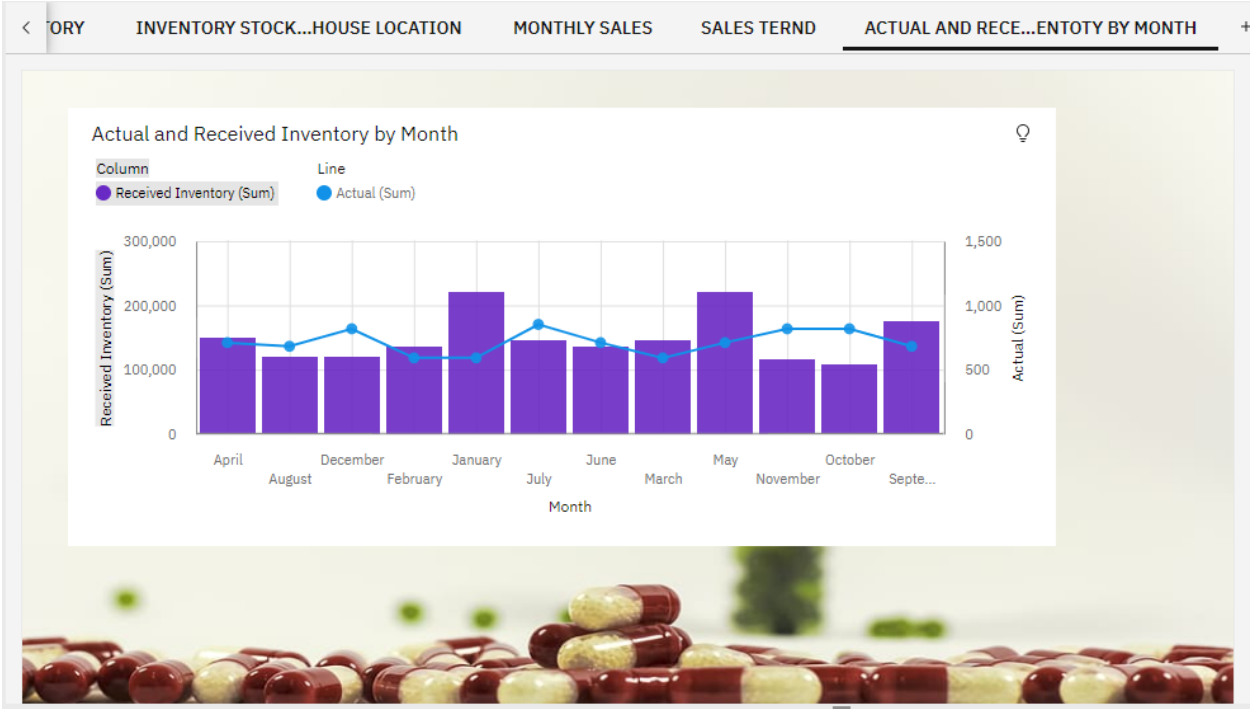 TORY INVENTORY STOCK...HOUSE LOCATION MONTHLY SALES SALES TERND ACTUAL AND RECE...ENTOTY BY MONTH +
Actual and Received Inventory by Month
Column Line
Received Inventory (Sum) Actual (Sum)
300,000 1,500
200,000 1,000
100,000 500
0 0
Received Inventory (Sum)
Actual (Sum)
April December January June May October
August February July March November Septe...
Month